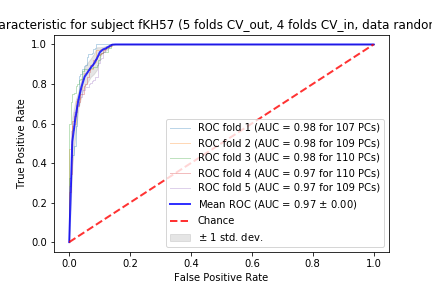 aracteristic for subject fKH57 (5 folds CV_out, 4 folds CV_in, data random
1.0
0.8
0.6
0.4
0.2
0.0
True Positive Rate
ROC fold 1 (AUC = 0.98 for 107 PCs)
ROC fold 2 (AUC = 0.98 for 109 PCs)
ROC fold 3 (AUC = 0.98 for 110 PCs)
ROC fold 4 (AUC = 0.97 for 110 PCs)
ROC fold 5 (AUC = 0.97 for 109 PCs)
Mean ROC (AUC = 0.97 ± 0.00)
Chance
± 1 std. dev.
0.0 0.2 0.4 0.6 0.8 1.0
False Positive Rate